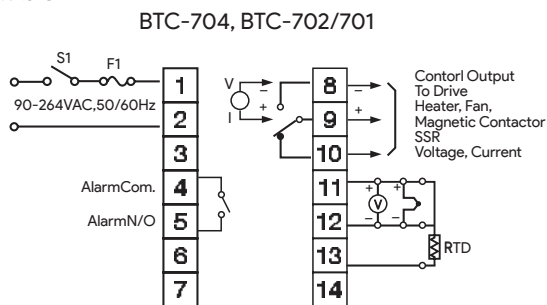 BTC-704, BTC-702/701
S1
F1
90-264VAC,50/60Hz
1
2
3
4
5
6
7
AlarmCom.
AlarmN/O
V
I
−
+
8
9
10
11
12
13
14
−
+
Contorl Output
To Drive
Heater, Fan,
Magnetic Contactor
SSR
Voltage, Current
+
+
V
−
−
RTD